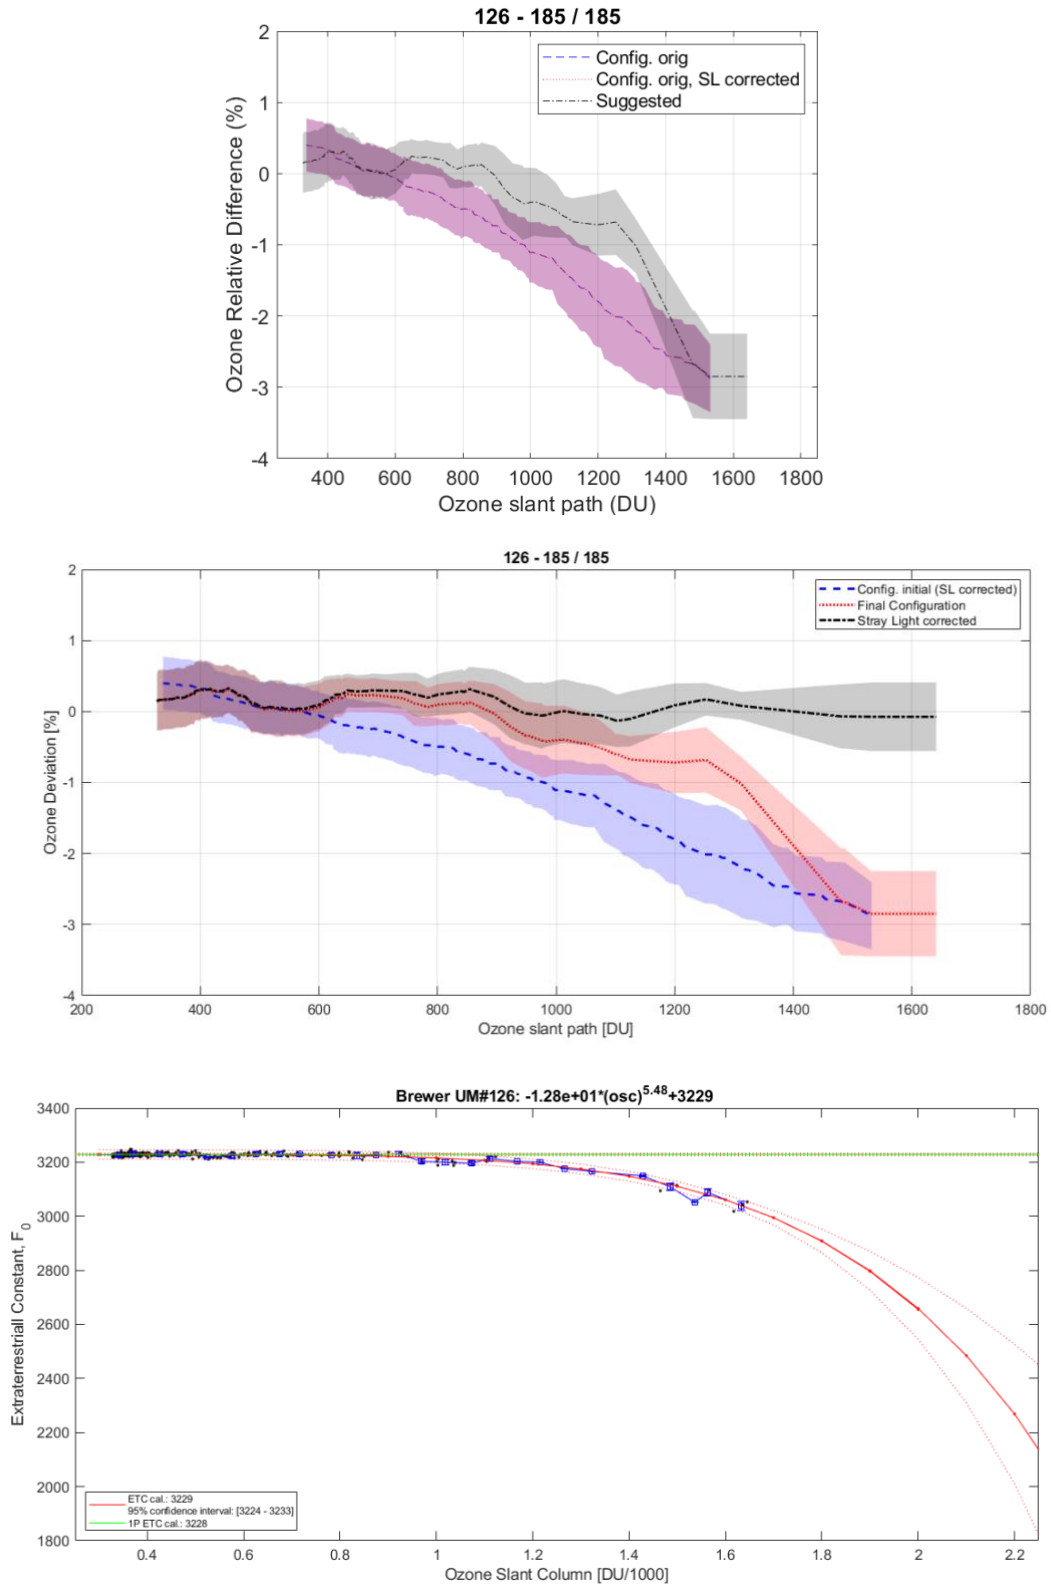 126 - 185 / 185
2
1
0
-1
-2
-3
-4
Ozone Relative Difference (%)
Config. orig
Config. orig, SL corrected
Suggested
400 600 800 1000 1200 1400 1600 1800
Ozone slant path (DU)
126 - 185 / 185
2
1
0
-1
-2
-3
-4
Ozone Deviation [%]
Config. initial (SL corrected)
Final Configuration
Stray Light corrected
200 400 600 800 1000 1200 1400 1600 1800
Ozone slant path [DU]
Brewer UM#126: -1.28e+01*(osc)^5.48+3229
3400
3200
3000
2800
2600
2400
2200
2000
1800
Extraterrestriall Constant, F_0
ETC cal.: 3229
95% confidence interval: [3224 - 3233]
1P ETC cal.: 3228
0.4 0.6 0.8 1 1.2 1.4 1.6 1.8 2 2.2
Ozone Slant Column [DU/1000]